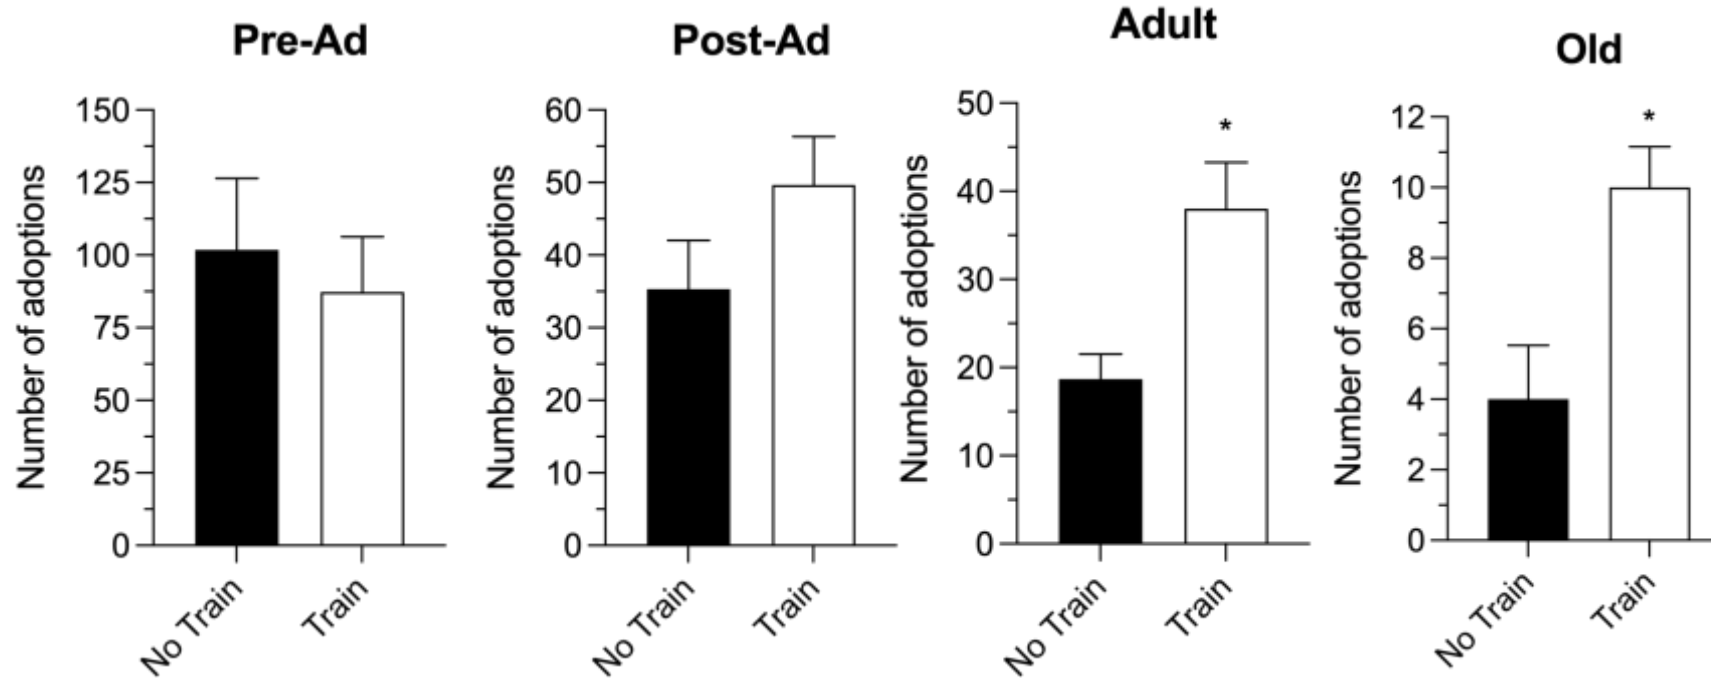 Pre-Ad
Number of adoptions
150
125
100
75
50
25
0
No Train
Train
Post-Ad
Number of adoptions
60
50
40
30
20
10
0
No Train
Train
Adult
Number of adoptions
50
40
30
20
10
0
*
No Train
Train
Old
Number of adoptions
12
10
8
6
4
2
0
*
No Train
Train